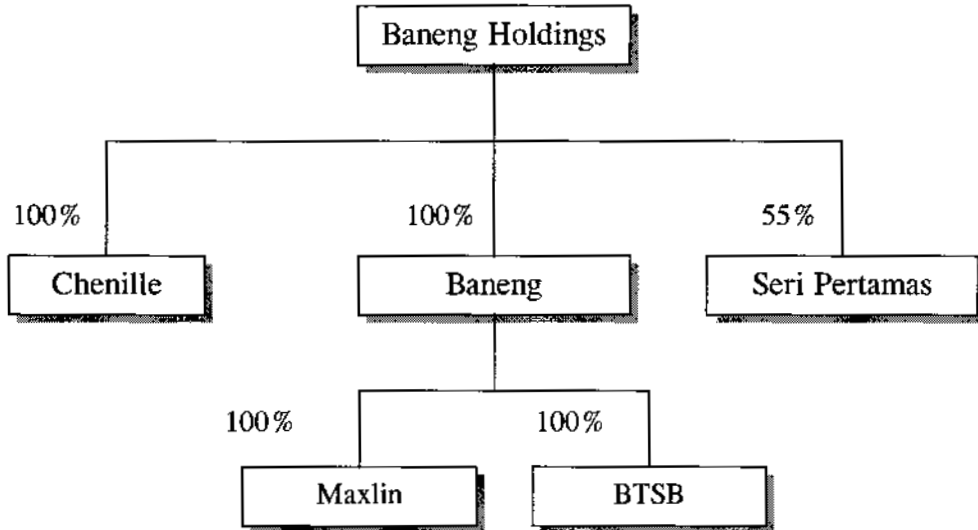 Baneng Holdings
100%
100%
55%
Chenille
Baneng
Seri Pertamas
100%
100%
Maxlin
BTSB